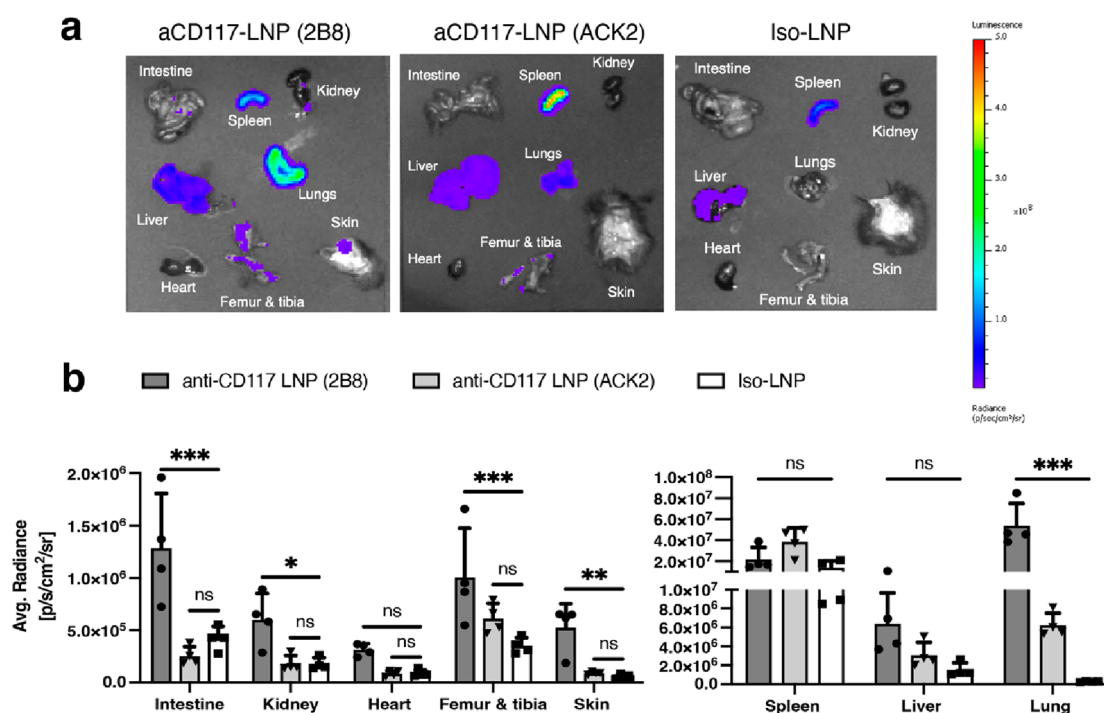 a
aCD117-LNP (2B8)
aCD117-LNP (ACK2)
Iso-LNP
Intestine
Spleen
Kidney
Liver
Lungs
Skin
Heart
Femur & tibia
Intestine
Spleen
Kidney
Liver
Lungs
Heart
Femur & tibia
Skin
Intestine
Spleen
Kidney
Liver
Lungs
Heart
Femur & tibia
Skin
Luminescence
5.0
4.0
3.0
x10⁸
2.0
1.0
Radiance
(p/sec/cm²/sr)
b
anti-CD117 LNP (2B8)
anti-CD117 LNP (ACK2)
Iso-LNP
Avg. Radiance
[p/s/cm²/sr]
2.0×10⁶
1.5×10⁶
1.0×10⁶
5.0×10⁵
0.0
***
ns
*
ns
ns
ns
***
ns
**
ns
Intestine
Kidney
Heart
Femur & tibia
Skin
1.0×10⁸
8.0×10⁷
6.0×10⁷
4.0×10⁷
2.0×10⁷
1.0×10⁷
8.0×10⁶
6.0×10⁶
4.0×10⁶
2.0×10⁶
0.0
ns
ns
***
Spleen
Liver
Lung